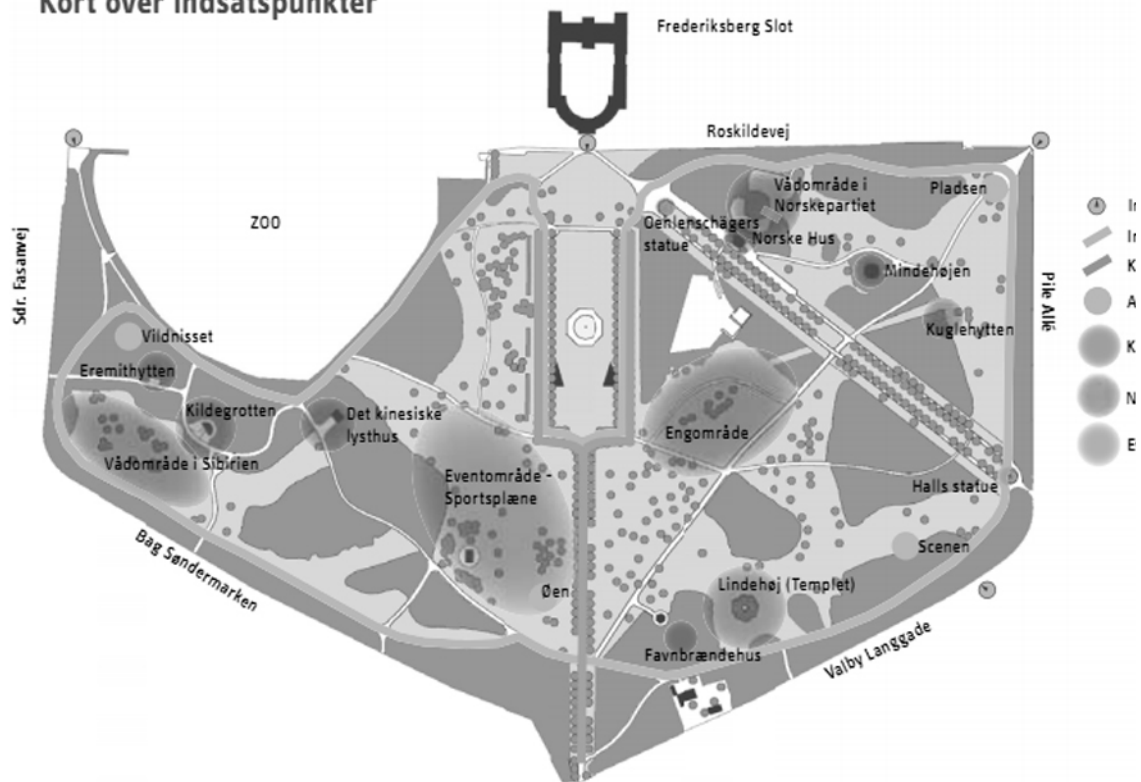 Kort over indsatspunkter
Frederiksberg Slot
Roskildevej
ZOO
Sdr. Fasanvej
Pile Allé
Vådområde i
Norskepartiet
Pladsen
Oehlenschägers
statue
Norske Hus
Mindehøjen
Kuglehytten
Vildnisset
Eremithytten
Kildegrotten
Det kinesiske
lysthus
Vådområde i Sibirien
Eventområde -
Sportsplæne
Engområde
Halls statue
Scenen
Øen
Lindehøj (Templet)
Favnbrændehus
Bag Søndermarken
Valby Langgade